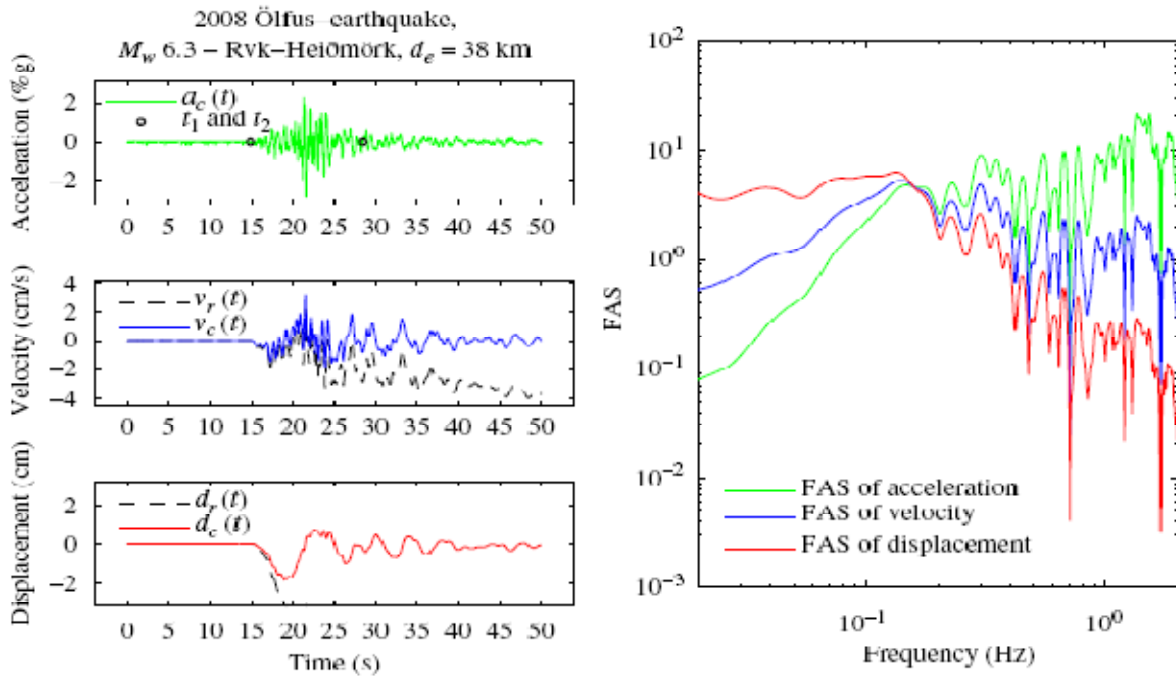 2008 Ölfus–earthquake,
M_w 6.3 – Rvk–Heiðmörk, d_e = 38 km
Acceleration (%g)
2
0
−2
a_c (t)
t_1 and t_2
0 5 10 15 20 25 30 35 40 45 50
Velocity (cm/s)
4
2
0
−2
−4
v_r (t)
v_c (t)
0 5 10 15 20 25 30 35 40 45 50
Displacement (cm)
2
0
−2
d_r (t)
d_c (t)
0 5 10 15 20 25 30 35 40 45 50
Time (s)
FAS
10^2
10^1
10^0
10^−1
10^−2
10^−3
FAS of acceleration
FAS of velocity
FAS of displacement
10^−1 10^0
Frequency (Hz)